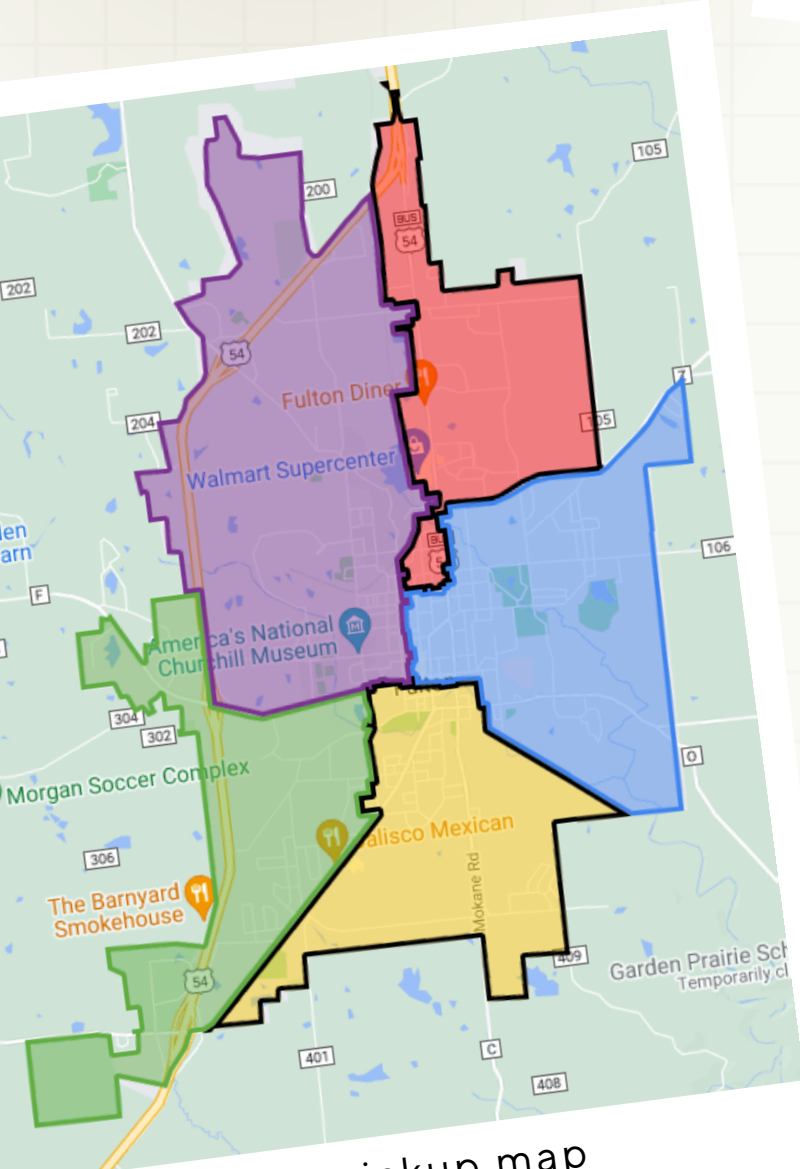 105
200
BUS
54
202
202
7
54
Fulton Diner
204
105
Walmart Supercenter
106
F
America's National
Churchill Museum
304
302
O
Morgan Soccer Complex
Jalisco Mexican
306
Mokane Rd
The Barnyard
Smokehouse
409
Garden Prairie Sch
Temporarily cl
54
401
C
408
pickup map